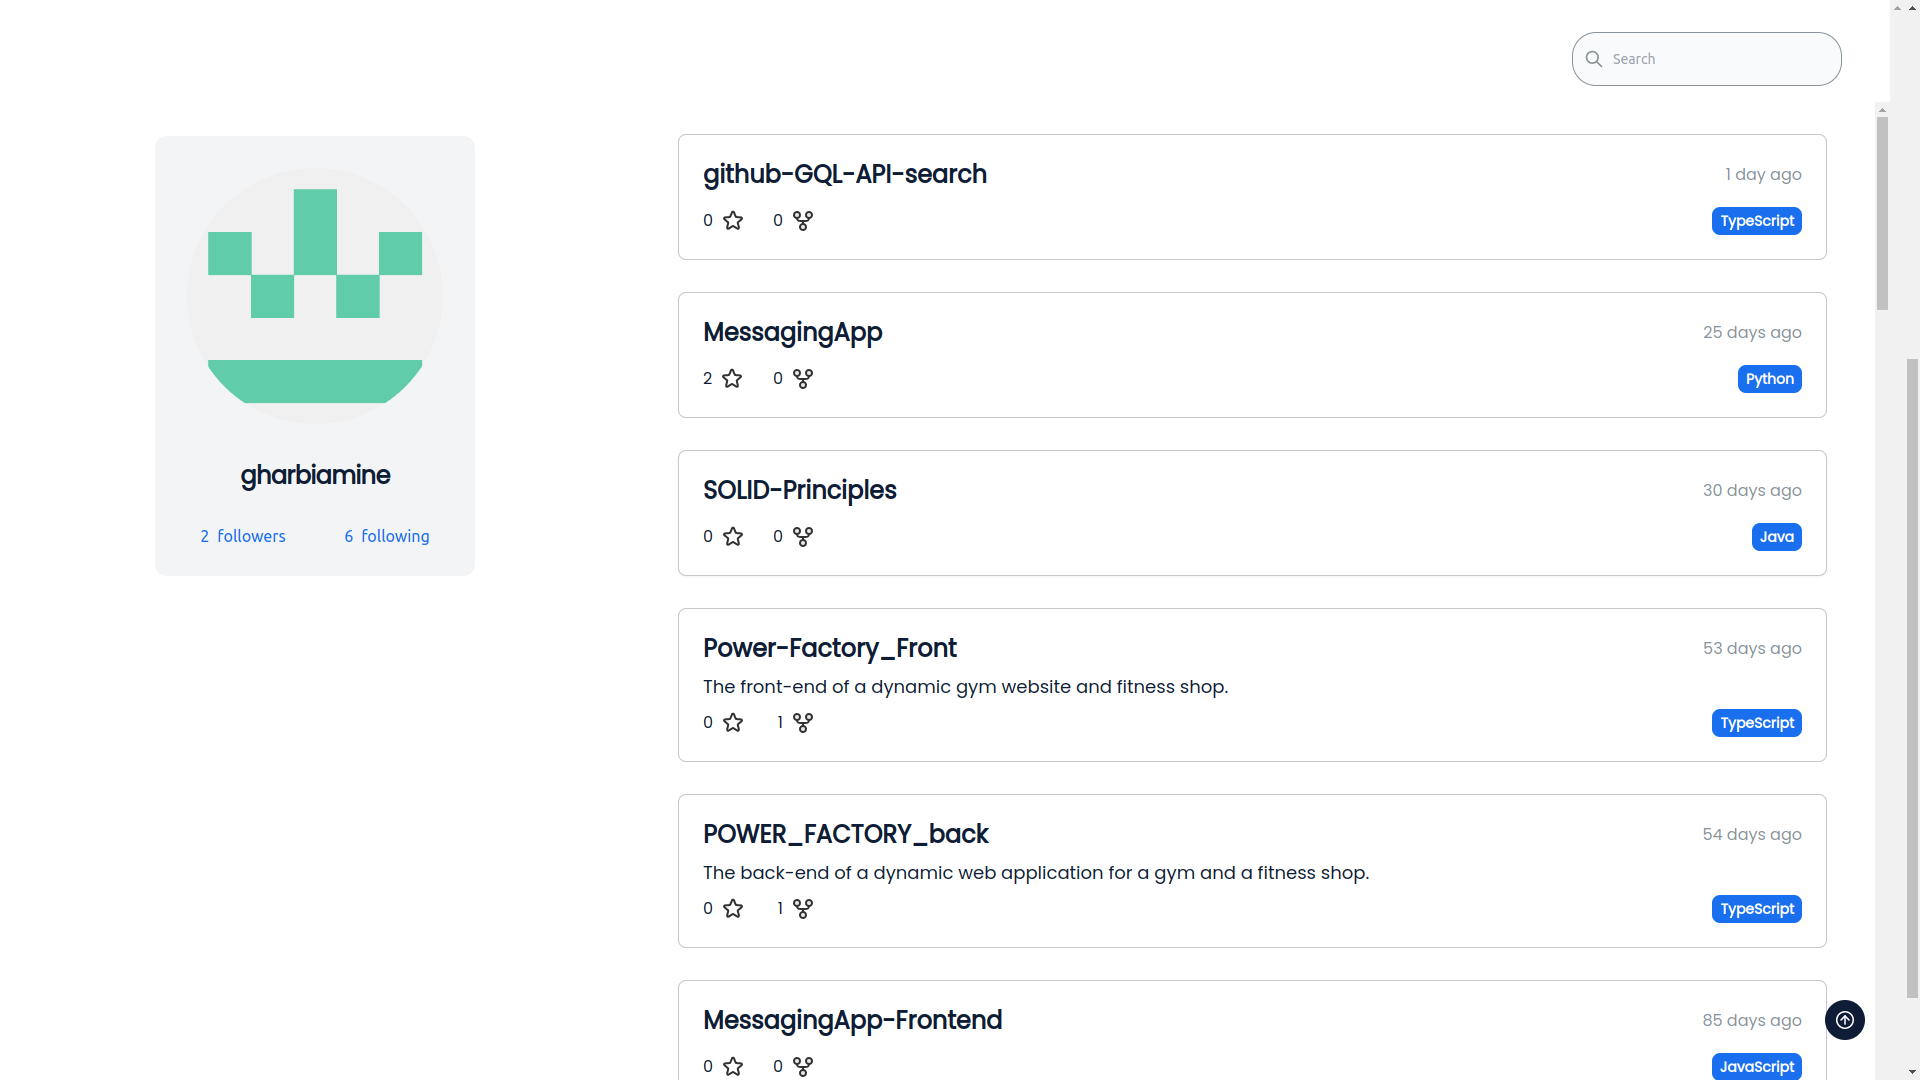 Search
gharbiamine
2 followers 6 following
github-GQL-API-search 1 day ago
0 0 TypeScript
MessagingApp 25 days ago
2 0 Python
SOLID-Principles 30 days ago
0 0 Java
Power-Factory_Front 53 days ago
The front-end of a dynamic gym website and fitness shop.
0 1 TypeScript
POWER_FACTORY_back 54 days ago
The back-end of a dynamic web application for a gym and a fitness shop.
0 1 TypeScript
MessagingApp-Frontend 85 days ago
0 0 JavaScript